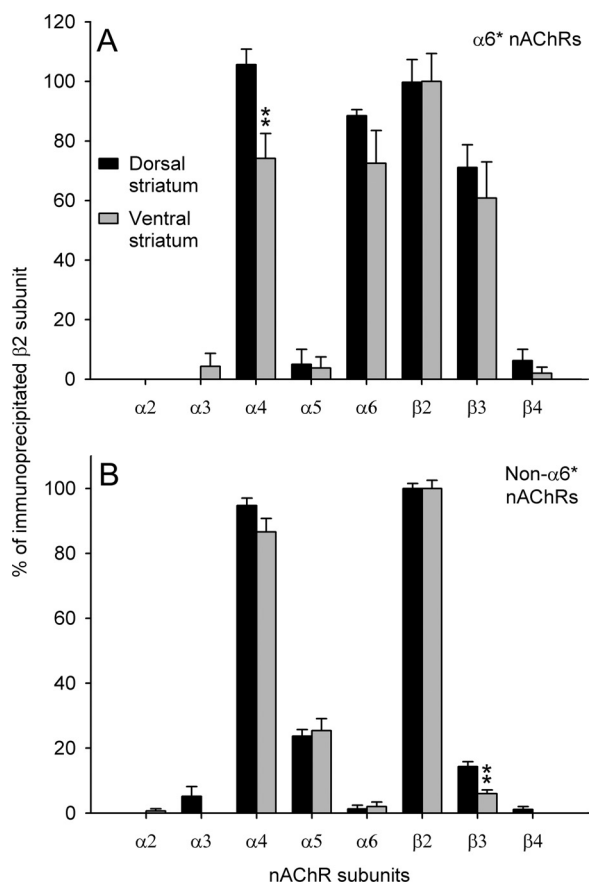 A
α6* nAChRs
120
100
80
60
40
20
0
**
Dorsal
striatum
Ventral
striatum
α2 α3 α4 α5 α6 β2 β3 β4
% of immunoprecipitated β2 subunit
B
Non-α6*
nAChRs
100
80
60
40
20
0
**
α2 α3 α4 α5 α6 β2 β3 β4
nAChR subunits